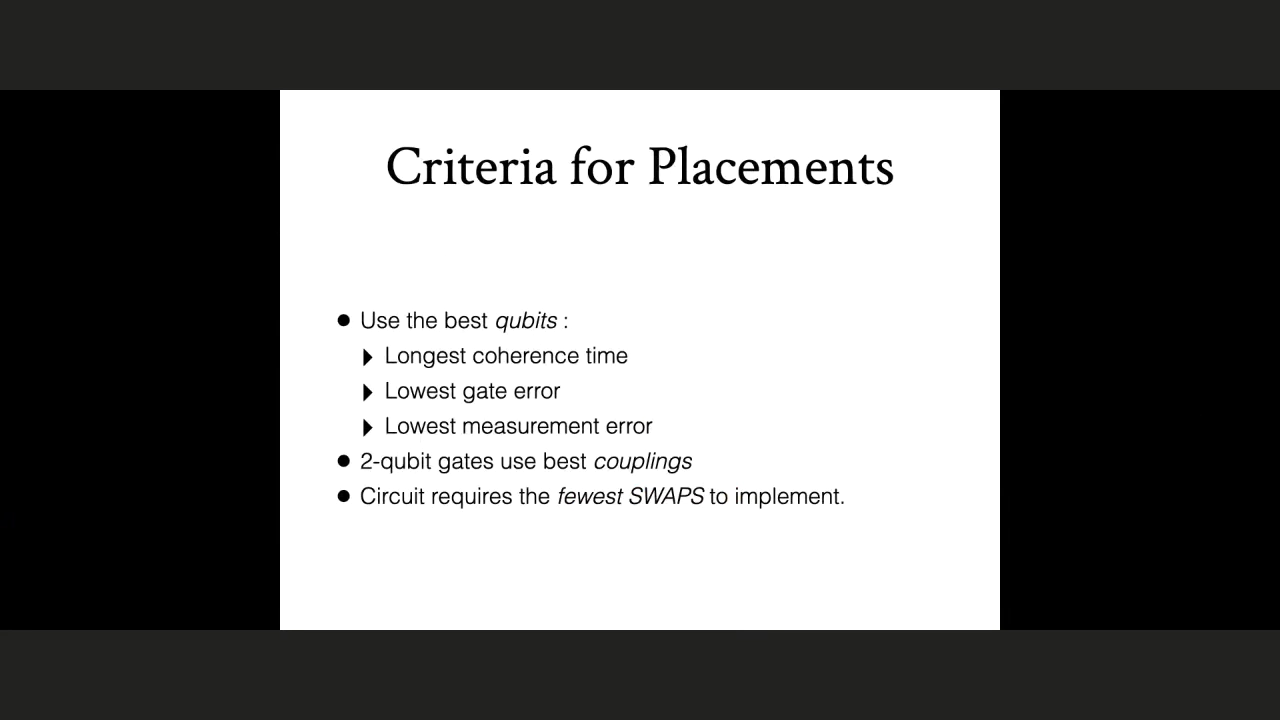 Criteria for Placements
● Use the best qubits :
▶ Longest coherence time
▶ Lowest gate error
▶ Lowest measurement error
● 2-qubit gates use best couplings
● Circuit requires the fewest SWAPS to implement.